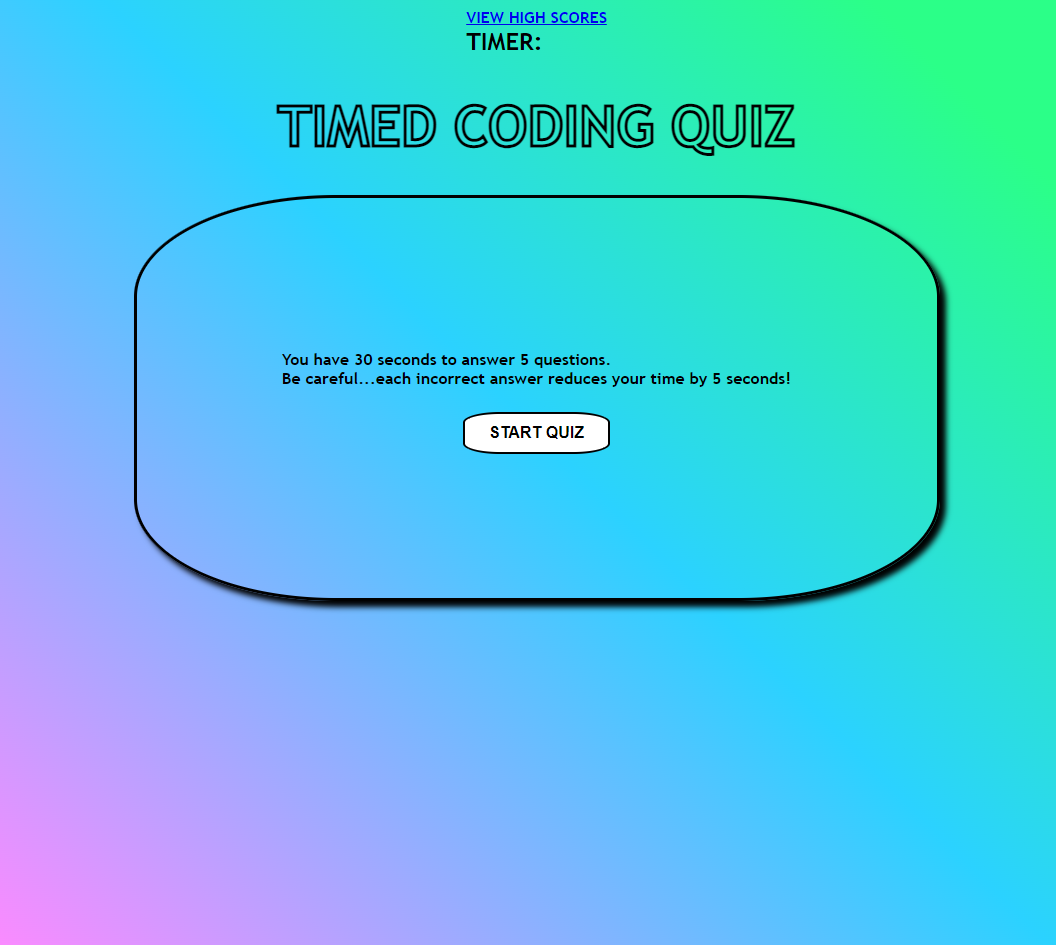 VIEW HIGH SCORES
TIMER:
TIMED CODING QUIZ
You have 30 seconds to answer 5 questions.
Be careful...each incorrect answer reduces your time by 5 seconds!
START QUIZ